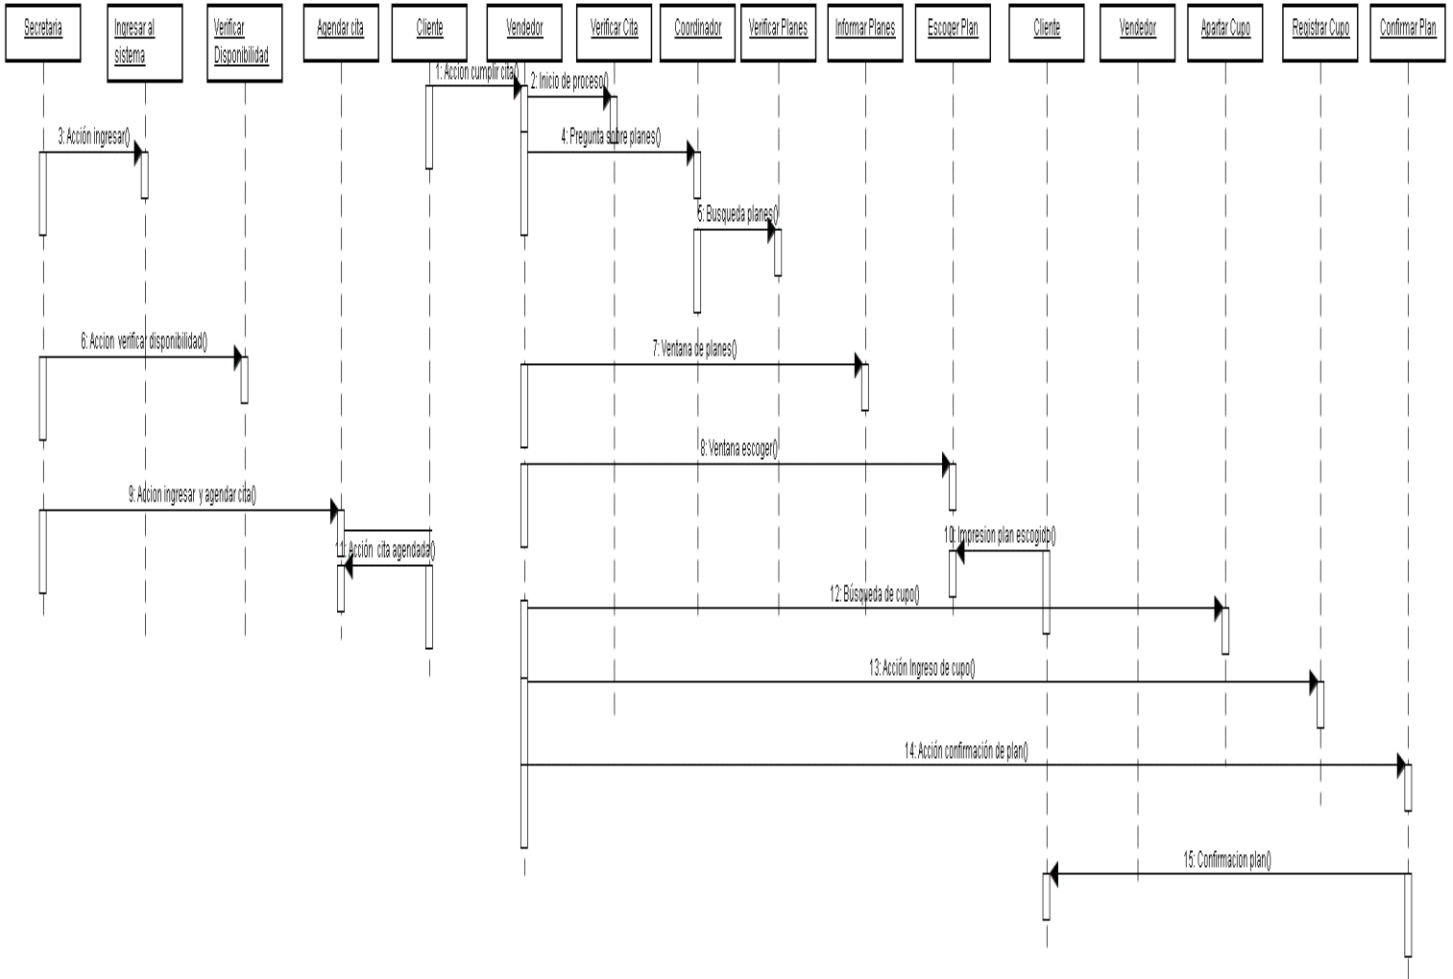 Secretaria
Ingresar al
sistema
Verificar
Disponibilidad
Agendar cita
Cliente
Vendedor
Verificar Cita
Coordinador
Verificar Planes
Informar Planes
Escoger Plan
Cliente
Vendedor
Apartar Cupo
Registrar Cupo
Confirmar Plan
1: Accion cumplir cita()
2: Inicio de proceso()
3: Acción ingresar()
4: Pregunta sobre planes()
5: Busqueda planes()
6: Accion verificar disponibilidad()
7: Ventana de planes()
8: Ventana escoger()
9: Accion ingresar y agendar cita()
10: Impresion plan escogido()
11: Acción cita agendada()
12: Búsqueda de cupo()
13: Acción Ingreso de cupo()
14: Acción confirmación de plan()
15: Confirmacion plan()